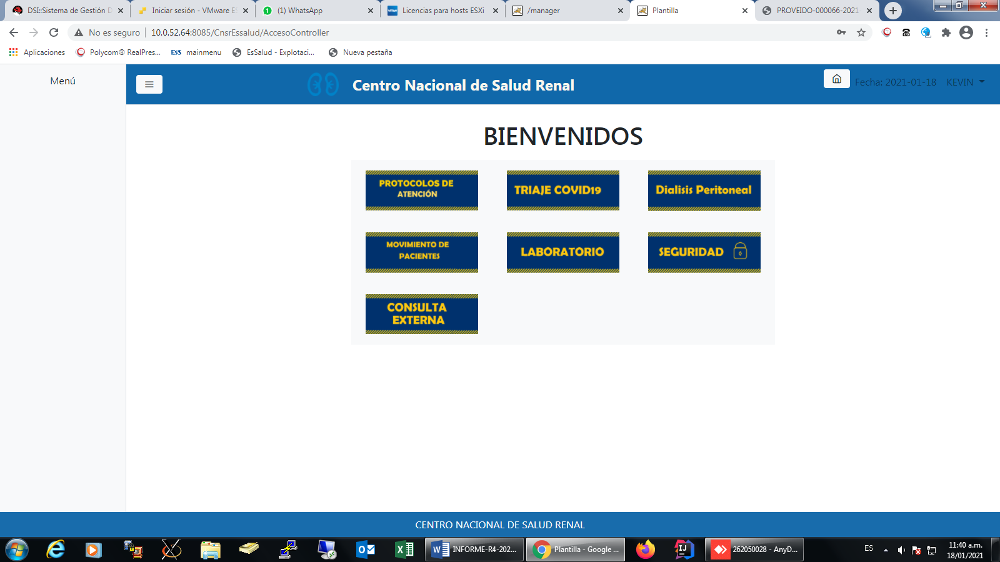 DSI::Sistema de Gestión D
Iniciar sesión - VMware ES
(1) WhatsApp
Licencias para hosts ESXi
/manager
Plantilla
PROVEIDO-000066-2021-
No es seguro
10.0.52.64:8085/CnsrEssalud/AccesoController
Aplicaciones
Polycom® RealPres...
EsS mainmenu
EsSalud - Explotaci...
Nueva pestaña
Menú
Centro Nacional de Salud Renal
Fecha: 2021-01-18
KEVIN
BIENVENIDOS
PROTOCOLOS DE
ATENCIÓN
TRIAJE COVID19
Dialisis Peritoneal
MOVIMIENTO DE
PACIENTES
LABORATORIO
SEGURIDAD
CONSULTA
EXTERNA
CENTRO NACIONAL DE SALUD RENAL
INFORME-R4-202...
Plantilla - Google ...
262050028 - AnyD...
ES
11:40 a.m.
18/01/2021